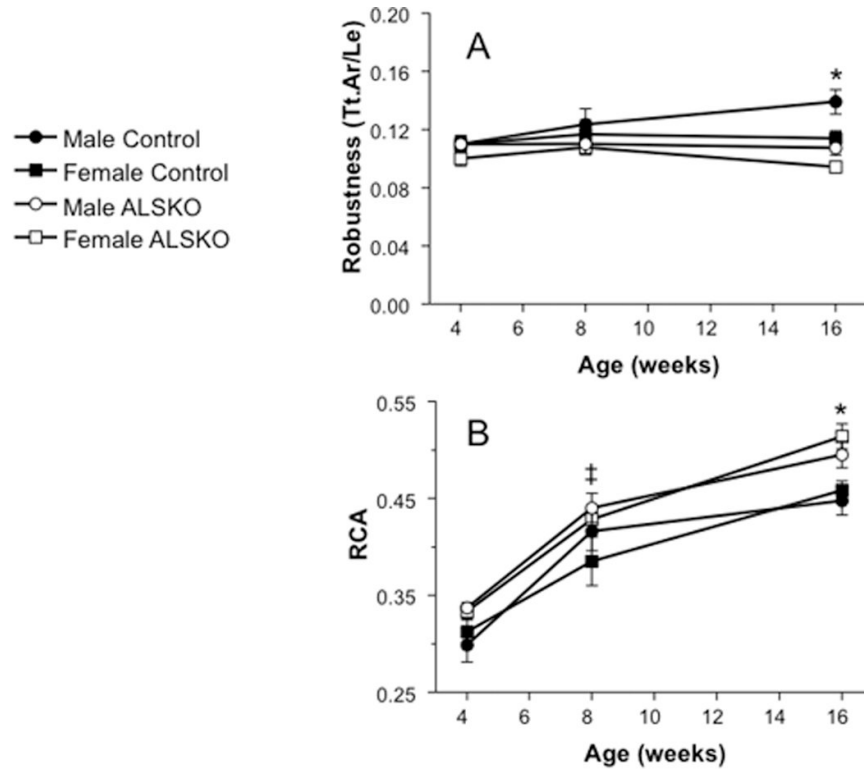 Male Control
Female Control
Male ALSKO
Female ALSKO
A
*
Robustness (Tt.Ar/Le)
0.20
0.16
0.12
0.08
0.04
0.00
4 6 8 10 12 14 16
Age (weeks)
B
‡
*
RCA
0.55
0.45
0.35
0.25
4 6 8 10 12 14 16
Age (weeks)